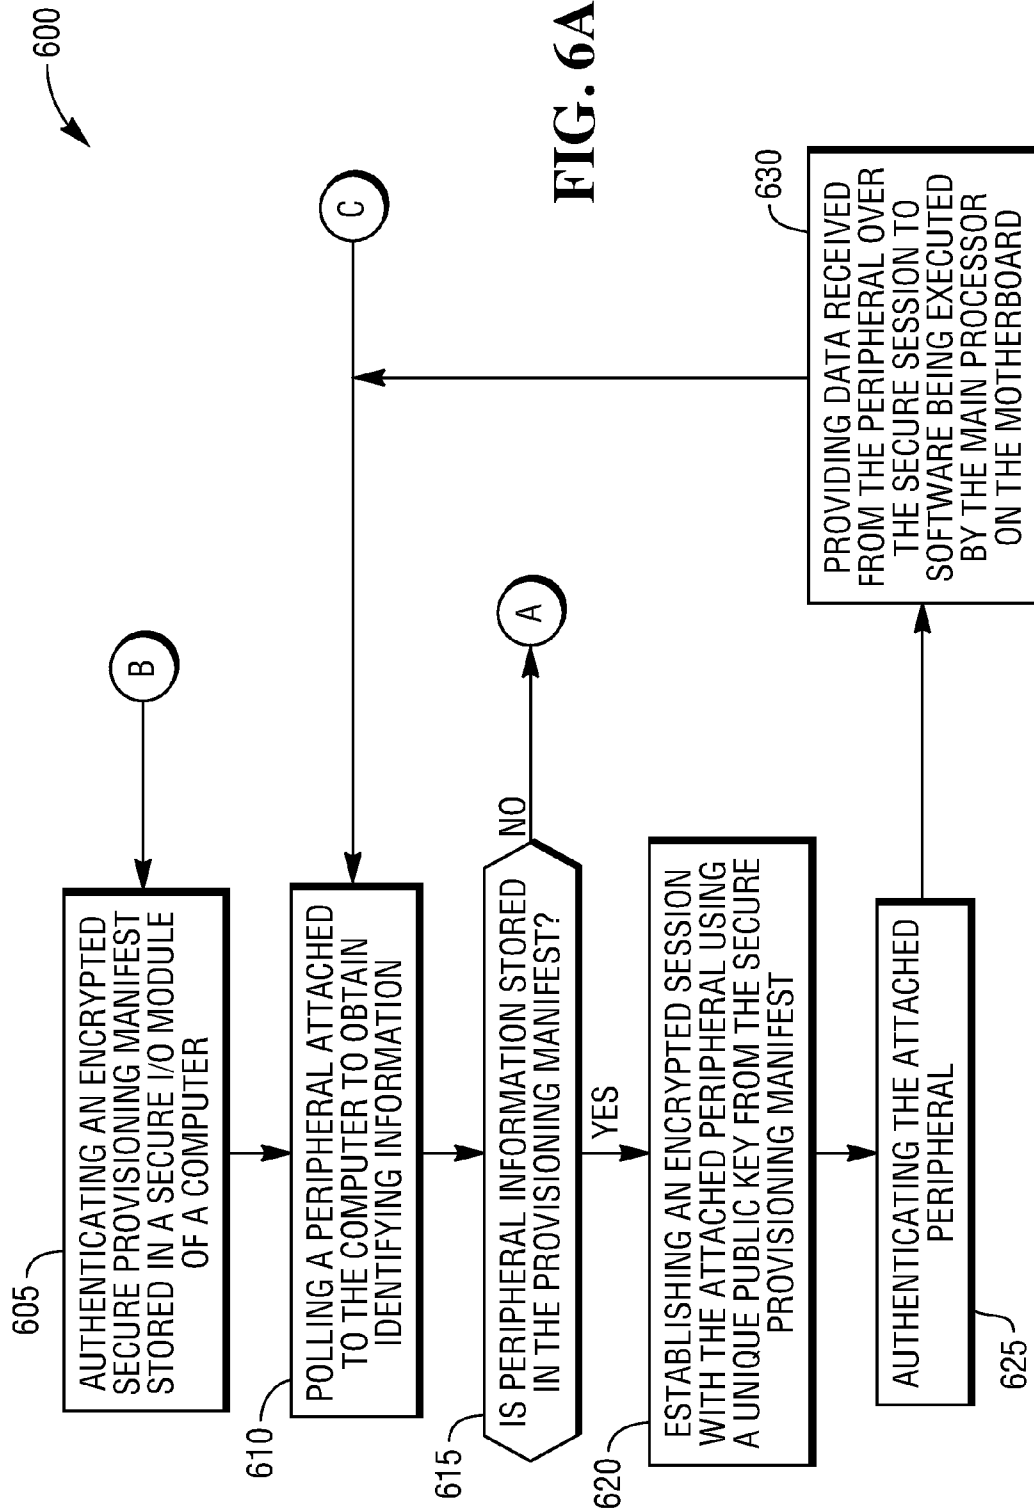 600
B
605
AUTHENTICATING AN ENCRYPTED
SECURE PROVISIONING MANIFEST
STORED IN A SECURE I/O MODULE
OF A COMPUTER
C
610
POLLING A PERIPHERAL ATTACHED
TO THE COMPUTER TO OBTAIN
IDENTIFYING INFORMATION
615
IS PERIPHERAL INFORMATION STORED
IN THE PROVISIONING MANIFEST?
NO
A
YES
620
ESTABLISHING AN ENCRYPTED SESSION
WITH THE ATTACHED PERIPHERAL USING
A UNIQUE PUBLIC KEY FROM THE SECURE
PROVISIONING MANIFEST
625
AUTHENTICATING THE ATTACHED
PERIPHERAL
630
PROVIDING DATA RECEIVED
FROM THE PERIPHERAL OVER
THE SECURE SESSION TO
SOFTWARE BEING EXECUTED
BY THE MAIN PROCESSOR
ON THE MOTHERBOARD
FIG. 6A